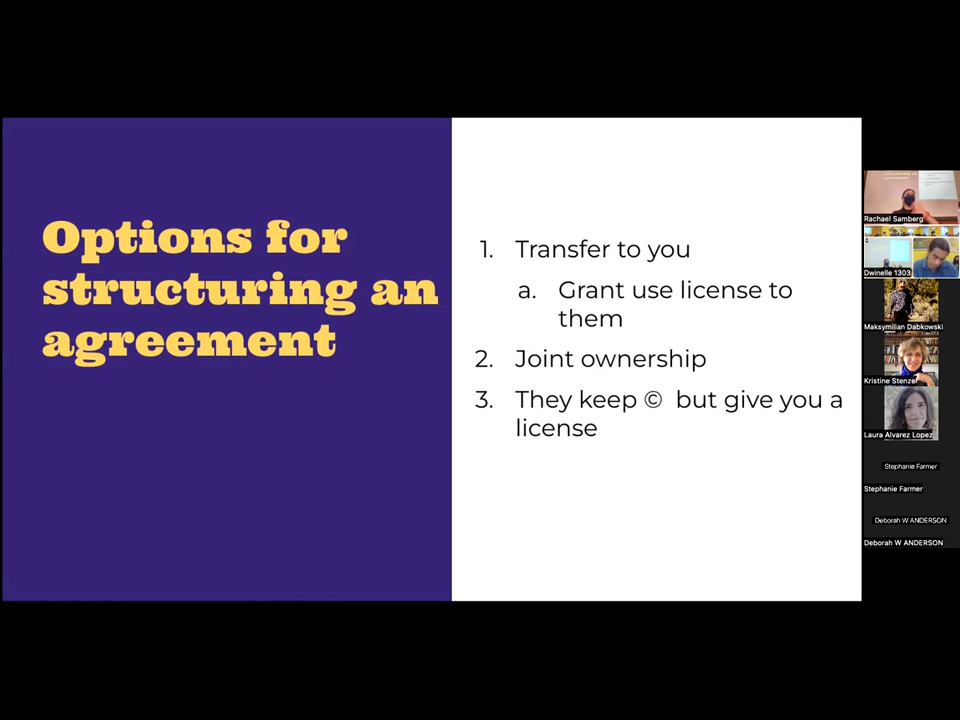 Options for
structuring an
agreement
1. Transfer to you
a. Grant use license to
them
2. Joint ownership
3. They keep © but give you a
license
Rachael Samberg
Dwinelle 1303
Maksymilian Dabkowski
Kristine Stenzel
Laura Alvarez Lopez
Stephanie Farmer
Stephanie Farmer
Deborah W ANDERSON
Deborah W ANDERSON